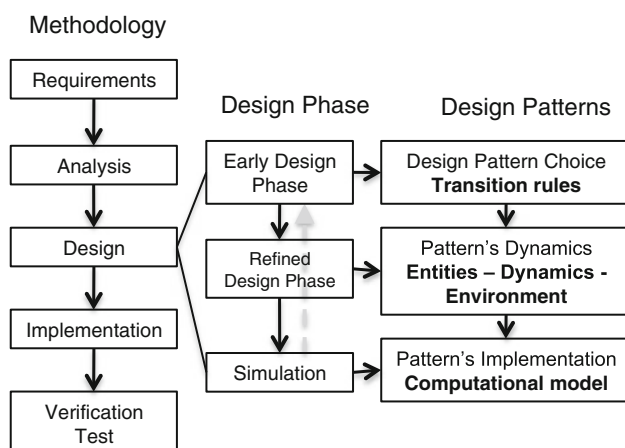 Methodology
Requirements
Analysis
Design
Implementation
Verification
Test
Design Phase
Early Design
Phase
Refined
Design Phase
Simulation
Design Patterns
Design Pattern Choice
Transition rules
Pattern's Dynamics
Entities – Dynamics -
Environment
Pattern's Implementation
Computational model